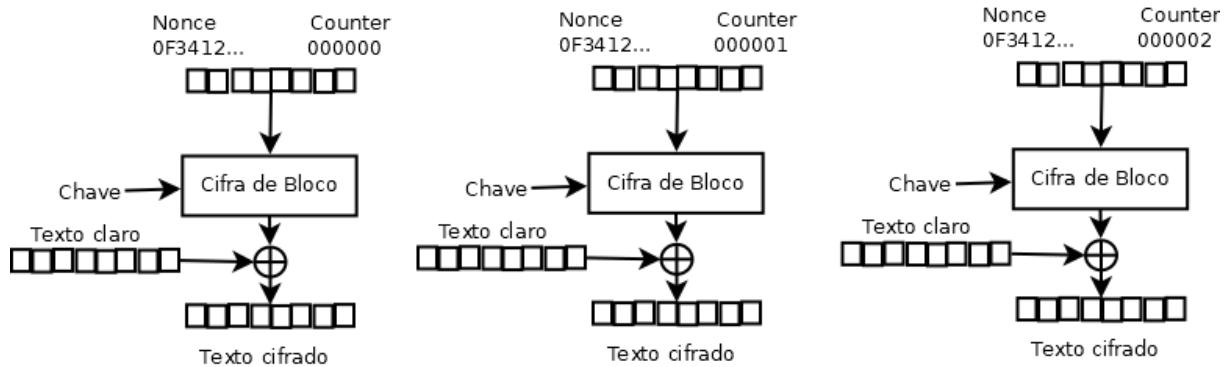 Nonce Counter
0F3412... 000000
Chave
Cifra de Bloco
Texto claro
Texto cifrado
Nonce Counter
0F3412... 000001
Chave
Cifra de Bloco
Texto claro
Texto cifrado
Nonce Counter
0F3412... 000002
Chave
Cifra de Bloco
Texto claro
Texto cifrado